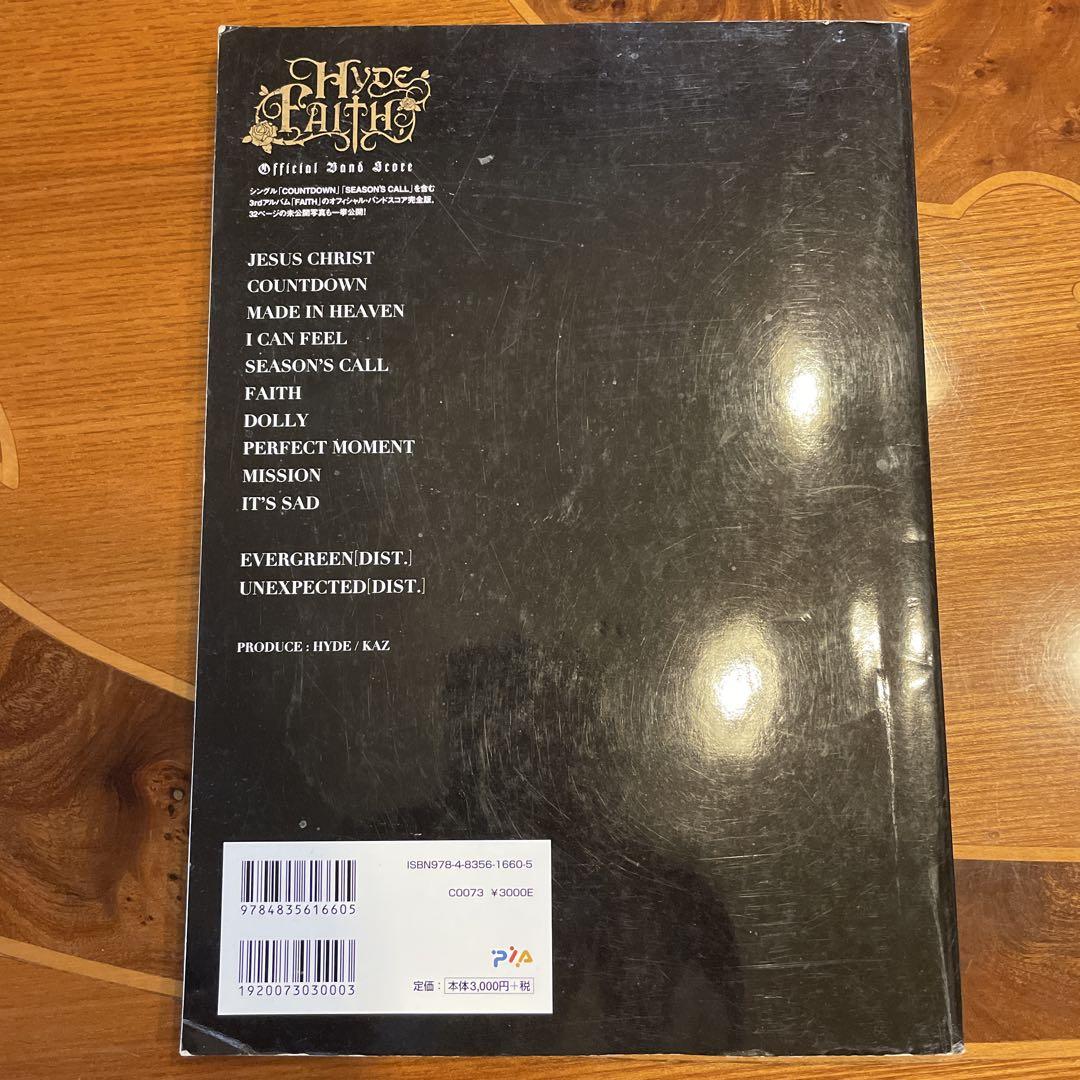 HYDE
FAITH
Official Band Score
シングル「COUNTDOWN」「SEASON'S CALL」を含む
3rdアルバム「FAITH」のオフィシャル・バンドスコア完全版。
32ページの未公開写真も一挙公開!
JESUS CHRIST
COUNTDOWN
MADE IN HEAVEN
I CAN FEEL
SEASON'S CALL
FAITH
DOLLY
PERFECT MOMENT
MISSION
IT'S SAD
EVERGREEN[DIST.]
UNEXPECTED[DIST.]
PRODUCE : HYDE / KAZ
ISBN978-4-8356-1660-5
C0073 ¥3000E
9784835616605
1920073030003
PIA
定価：本体3,000円+税